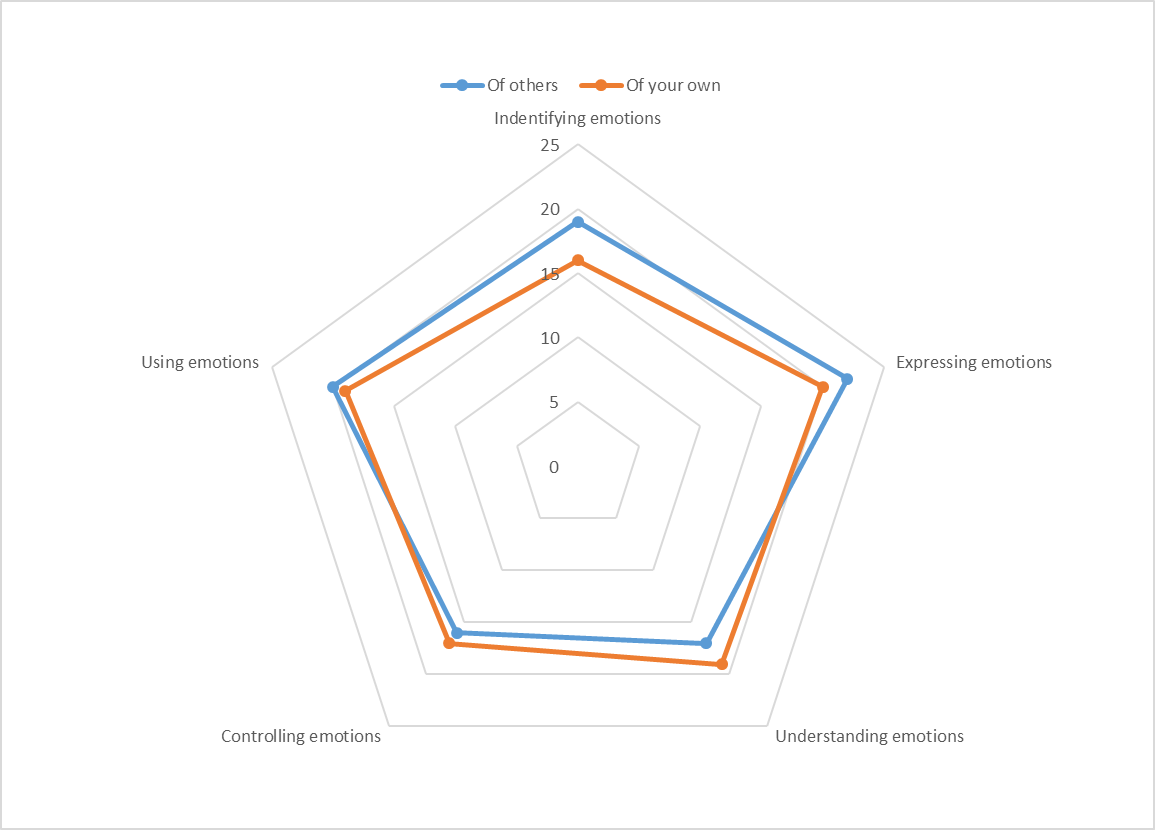 Of others Of your own
Indentifying emotions
25
20
15
10
5
0
Using emotions
Expressing emotions
Controlling emotions
Understanding emotions